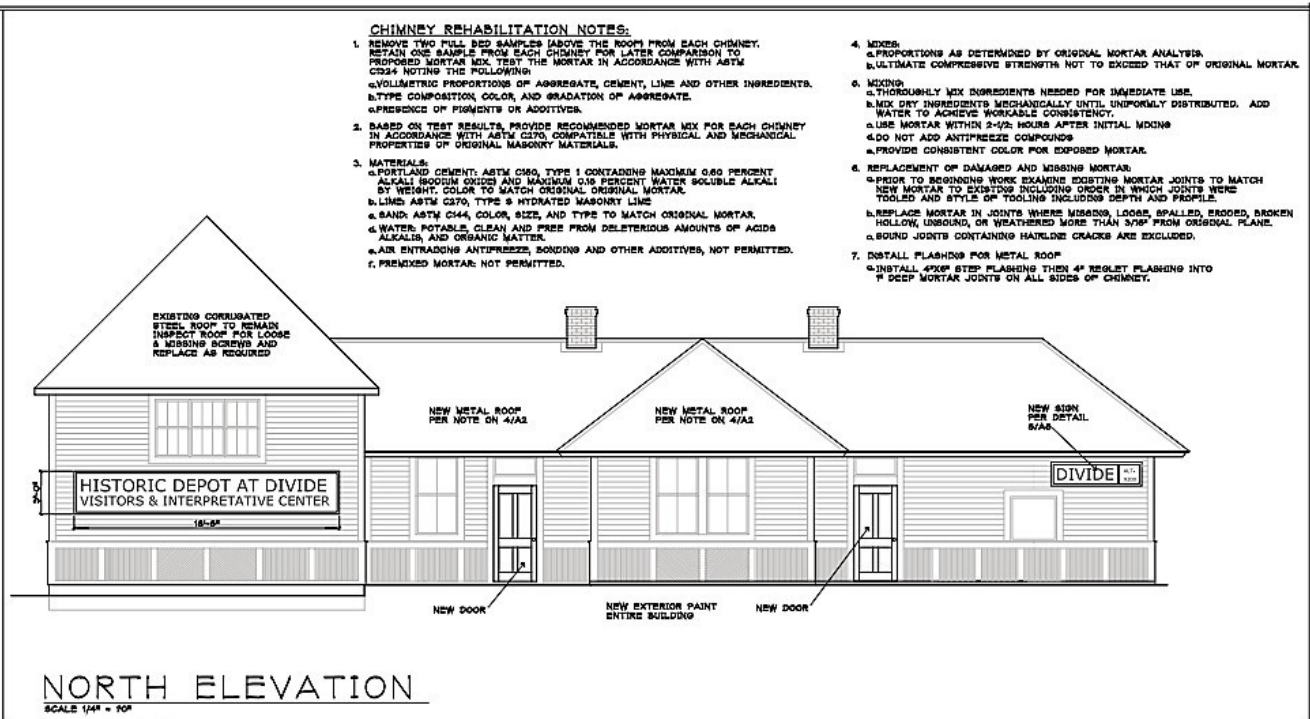 CHIMNEY REHABILITATION NOTES:
1. REMOVE TWO FULL BED SAMPLES (ABOVE THE ROOF) FROM EACH CHIMNEY.
RETAIN ONE SAMPLE FROM EACH CHIMNEY FOR LATER COMPARISON TO
PROPOSED MORTAR MIX. TEST THE MORTAR IN ACCORDANCE WITH ASTM
C1324 NOTING THE FOLLOWING:
a. VOLUMETRIC PROPORTIONS OF AGGREGATE, CEMENT, LIME AND OTHER INGREDIENTS.
b. TYPE COMPOSITION, COLOR, AND GRADATION OF AGGREGATE.
c. PRESENCE OF PIGMENTS OR ADDITIVES.
2. BASED ON TEST RESULTS, PROVIDE RECOMMENDED MORTAR MIX FOR EACH CHIMNEY
IN ACCORDANCE WITH ASTM C270, COMPATIBLE WITH PHYSICAL AND MECHANICAL
PROPERTIES OF ORIGINAL MASONRY MATERIALS.
3. MATERIALS:
a. PORTLAND CEMENT: ASTM C150, TYPE 1 CONTAINING MAXIMUM 0.60 PERCENT
ALKALI (SODIUM OXIDE) AND MAXIMUM 0.15 PERCENT WATER SOLUBLE ALKALI
BY WEIGHT. COLOR TO MATCH ORIGINAL ORIGINAL MORTAR.
b. LIME: ASTM C270, TYPE S HYDRATED MASONRY LIME
c. SAND: ASTM C144, COLOR, SIZE, AND TYPE TO MATCH ORIGINAL MORTAR.
d. WATER: POTABLE, CLEAN AND FREE FROM DELETERIOUS AMOUNTS OF ACIDS
ALKALIS, AND ORGANIC MATTER.
e. AIR ENTRAINING ANTIFREEZE, BONDING AND OTHER ADDITIVES, NOT PERMITTED.
f. PREMIXED MORTAR: NOT PERMITTED.
4. MIXES:
a. PROPORTIONS AS DETERMINED BY ORIGINAL MORTAR ANALYSIS.
b. ULTIMATE COMPRESSIVE STRENGTH: NOT TO EXCEED THAT OF ORIGINAL MORTAR.
5. MIXING:
a. THOROUGHLY MIX INGREDIENTS NEEDED FOR IMMEDIATE USE.
b. MIX DRY INGREDIENTS MECHANICALLY UNTIL UNIFORMLY DISTRIBUTED. ADD
WATER TO ACHIEVE WORKABLE CONSISTENCY.
c. USE MORTAR WITHIN 2-1/2; HOURS AFTER INITIAL MIXING
d. DO NOT ADD ANTIFREEZE COMPOUNDS
e. PROVIDE CONSISTENT COLOR FOR EXPOSED MORTAR.
6. REPLACEMENT OF DAMAGED AND MISSING MORTAR:
a. PRIOR TO BEGINNING WORK EXAMINE EXISTING MORTAR JOINTS TO MATCH
NEW MORTAR TO EXISTING INCLUDING ORDER IN WHICH JOINTS WERE
TOOLED AND STYLE OF TOOLING INCLUDING DEPTH AND PROFILE.
b. REPLACE MORTAR IN JOINTS WHERE MISSING, LOOSE, SPALLED, ERODED, BROKEN
HOLLOW, UNSOUND, OR WEATHERED MORE THAN 3/16" FROM ORIGINAL PLANE.
c. SOUND JOINTS CONTAINING HAIRLINE CRACKS ARE EXCLUDED.
7. INSTALL FLASHING FOR METAL ROOF
a. INSTALL 4"X6" STEP FLASHING THEN 4" REGLET FLASHING INTO
1" DEEP MORTAR JOINTS ON ALL SIDES OF CHIMNEY.
EXISTING CORRUGATED
STEEL ROOF TO REMAIN
INSPECT ROOF FOR LOOSE
& MISSING SCREWS AND
REPLACE AS REQUIRED
NEW METAL ROOF
PER NOTE ON 4/A2
NEW METAL ROOF
PER NOTE ON 4/A2
NEW SIGN
PER DETAIL
HISTORIC DEPOT AT DIVIDE
VISITORS & INTERPRETATIVE CENTER
DIVIDE
NEW DOOR
NEW EXTERIOR PAINT
ENTIRE BUILDING
NEW DOOR
NORTH ELEVATION
SCALE 1/4" =